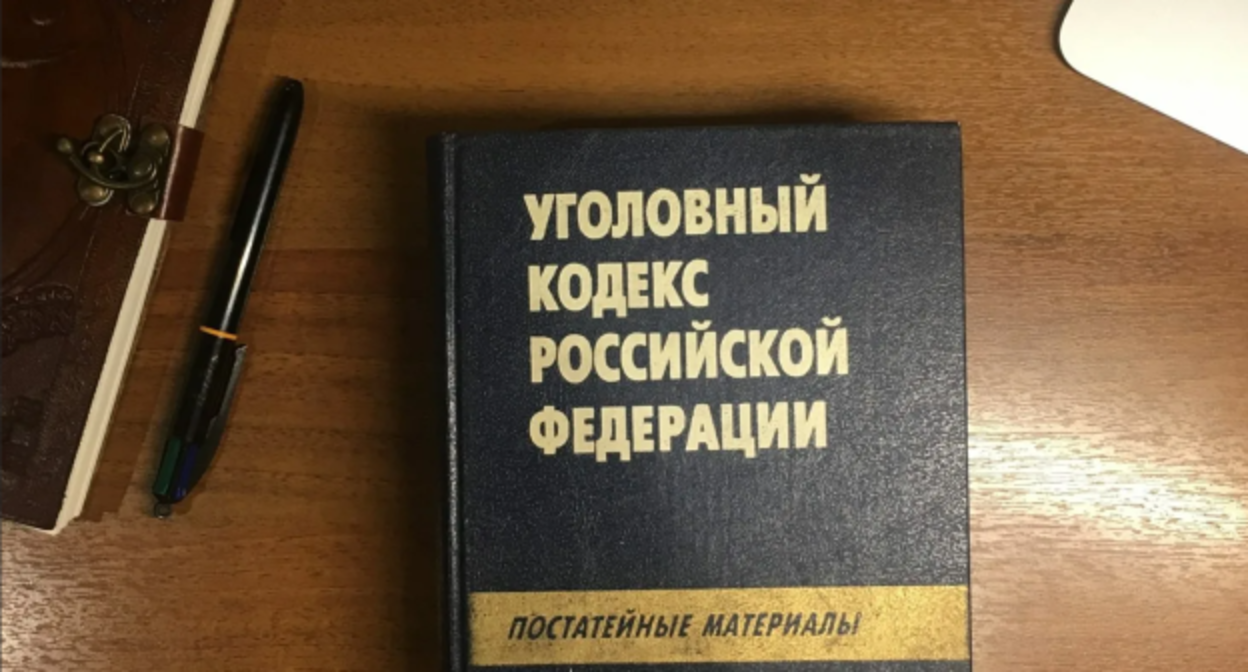 УГОЛОВНЫЙ
КОДЕКС
РОССИЙСКОЙ
ФЕДЕРАЦИИ
ПОСТАТЕЙНЫЕ МАТЕРИАЛЫ